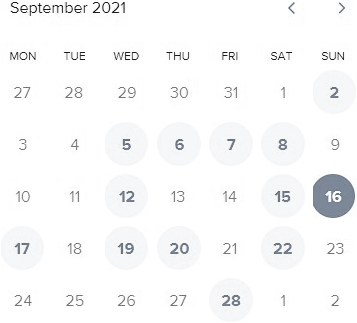 September 2021
MON TUE WED THU FRI SAT SUN
27 28 29 30 31 1 2
3 4 5 6 7 8 9
10 11 12 13 14 15 16
17 18 19 20 21 22 23
24 25 26 27 28 1 2